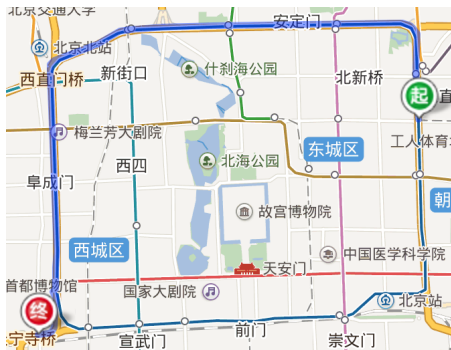 北京交通大学
安定门
北京北站
西直门桥
新街口
什刹海公园
北新桥
起
直
梅兰芳大剧院
东城区
工人体育
西四
北海公园
阜成门
朝
故宫博物院
西城区
中国医学科学院
天安门
首都博物馆
国家大剧院
终
北京站
宁寺桥
宣武门
前门
崇文门